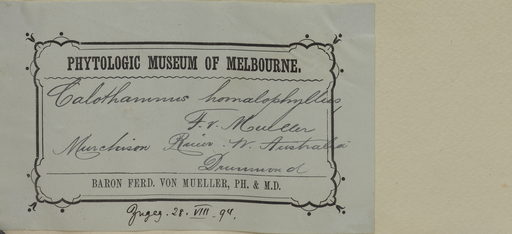 PHYTOLOGIC MUSEUM OF MELBOURNE.
Calothamnus homalophyllus
F. v. Mueller
Murchison River. W. Australia
Drummond
BARON FERD. VON MUELLER, PH. & M.D.
Zugeg. 28. VIII. 94.